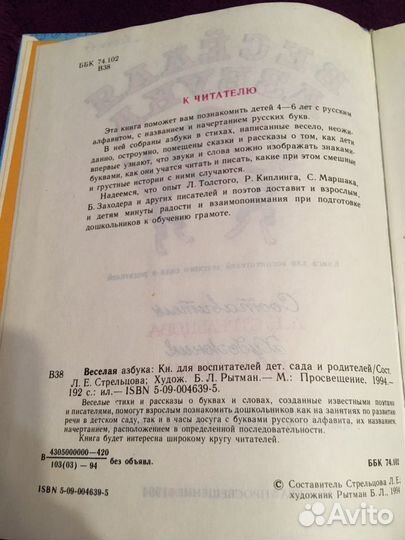 ББК 74.102
В38
К ЧИТАТЕЛЮ
Эта книга поможет вам познакомить детей 4—6 лет с русским
алфавитом, с названием и начертанием русских букв.
В ней собраны азбуки в стихах, написанные весело, неожи-
данно, остроумно, помещены сказки и рассказы о том, как дети
впервые узнают, что звуки и слова можно изображать знаками,
буквами, как они учатся читать и писать, какие при этом смешные
и грустные истории с ними случаются.
Надеемся, что опыт Л. Толстого, Р. Киплинга, С. Маршака,
Б. Заходера и других писателей и поэтов доставит и взрослым,
и детям минуты радости и взаимопонимания при подготовке
дошкольников к обучению грамоте.
В38 Веселая азбука: Кн. для воспитателей дет. сада и родителей/Сост.
Л. Е. Стрельцова; Худож. Б. Л. Рытман.— М.: Просвещение, 1994.—
192 с.: ил.— ISBN 5-09-004639-5.
Веселые стихи и рассказы о буквах и словах, созданные известными поэтами
и писателями, помогут взрослым познакомить дошкольников как на занятиях по развитию
речи в детском саду, так и в часы досуга с буквами русского алфавита, их названием,
начертанием, расположением в определенной последовательности.
Книга будет интересна широкому кругу читателей.
В 4305000000—420
103(03) — 94 без объявл.
ББК 74.102
ISBN 5-09-004639-5
© Составитель Стрельцова Л. Е.
художник Рытман Б. Л., 1994
Avito